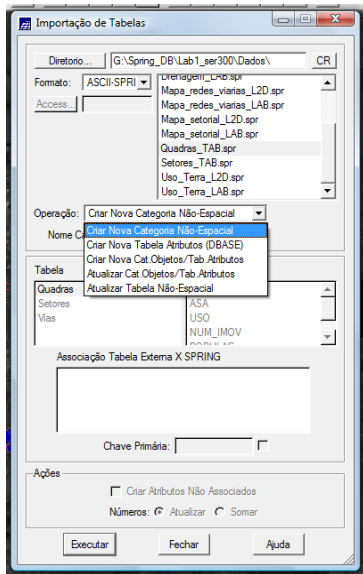 Importação de Tabelas
Diretorio... G:\Spring_DB\Lab1_ser300\Dados\ CR
Formato: ASCII-SPRI
Access...
Drenagem_LAB.spr
Mapa_redes_viarias_L2D.spr
Mapa_redes_viarias_LAB.spr
Mapa_setorial_L2D.spr
Mapa_setorial_LAB.spr
Quadras_TAB.spr
Setores_TAB.spr
Uso_Terra_L2D.spr
Uso_Terra_LAB.spr
Operação: Criar Nova Categoria Não-Espacial
Criar Nova Categoria Não-Espacial
Nome
Criar Nova Tabela Atributos (DBASE)
Criar Nova Cat.Objetos/Tab.Atributos
Atualizar Cat.Objetos/Tab.Atributos
Atualizar Tabela Não-Espacial
Tabela
Quadras
Setores
Vias
ASA
USO
NUM_IMOV
Associação Tabela Externa X SPRING
Chave Primária:
Ações
Criar Atributos Não Associados
Números: Atualizar Somar
Executar Fechar Ajuda